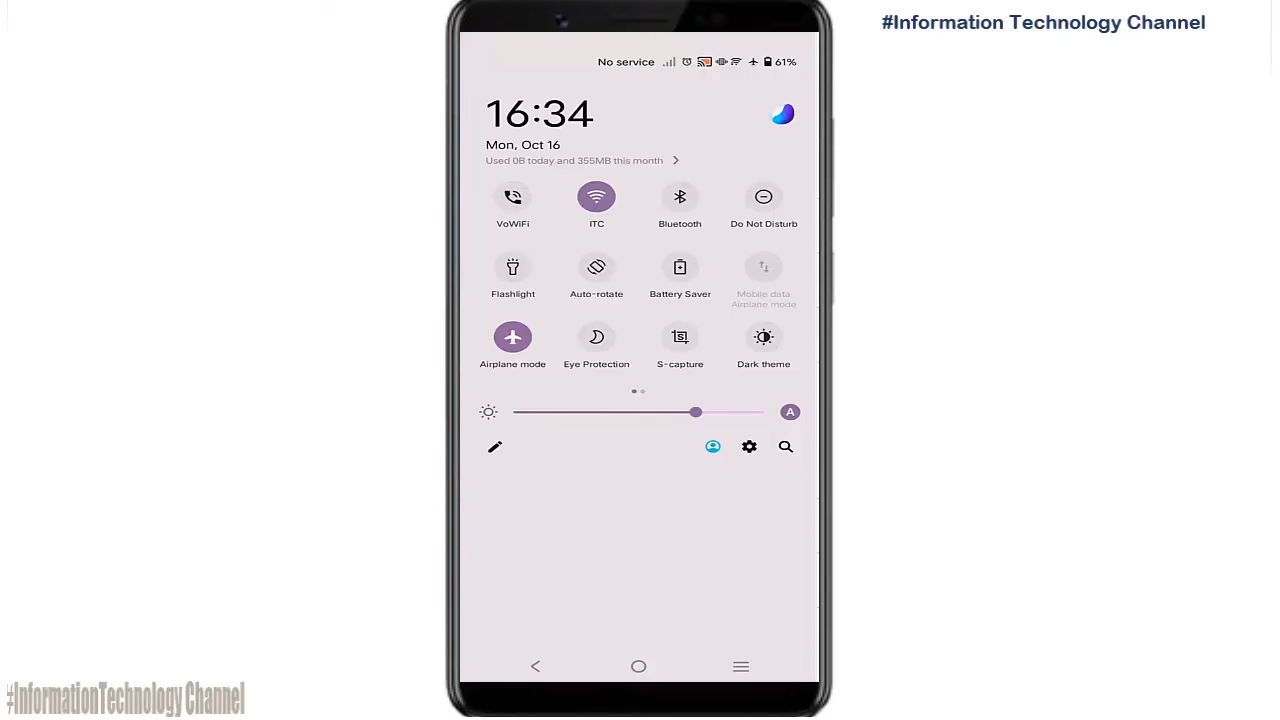 #Information Technology Channel
No service 61%
16:34
Mon, Oct 16
Used 0B today and 355MB this month
VoWiFi ITC Bluetooth Do Not Disturb
Flashlight Auto-rotate Battery Saver Mobile data
Airplane mode
Airplane mode Eye Protection S-capture Dark theme
A
#InformationTechnology Channel